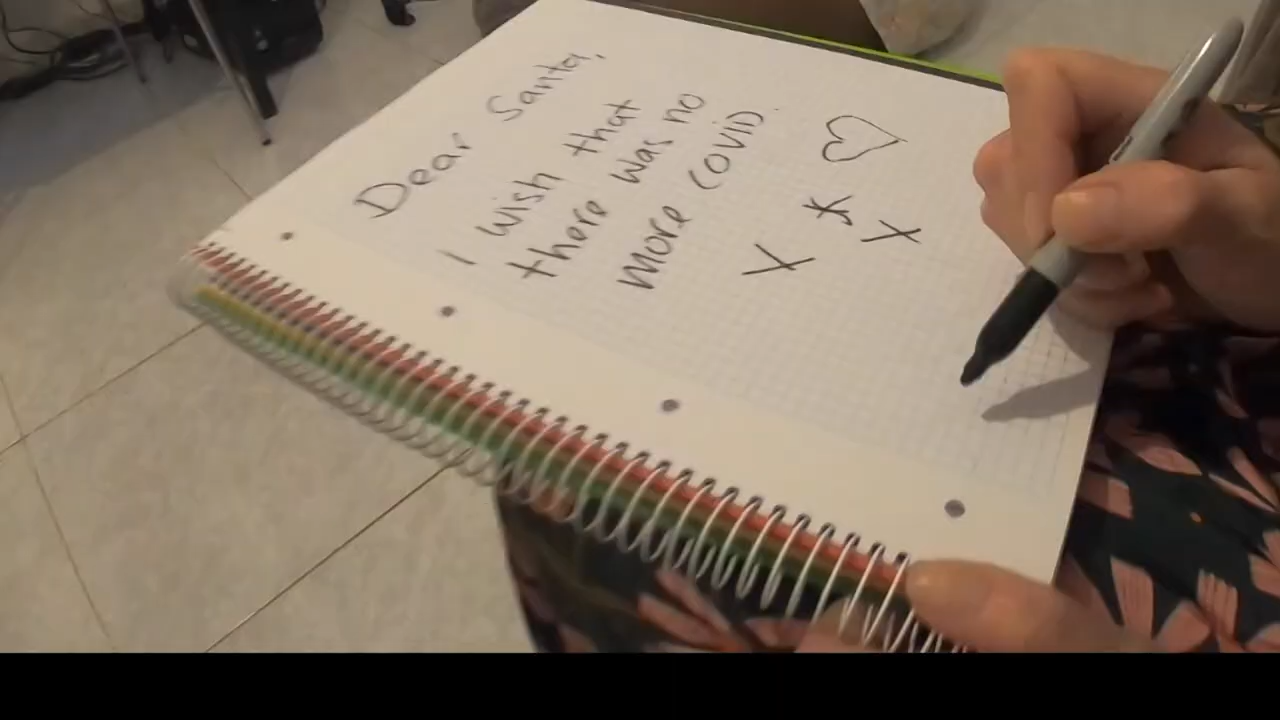 Dear Santa,
I wish that
there was no
more covid.
X X X